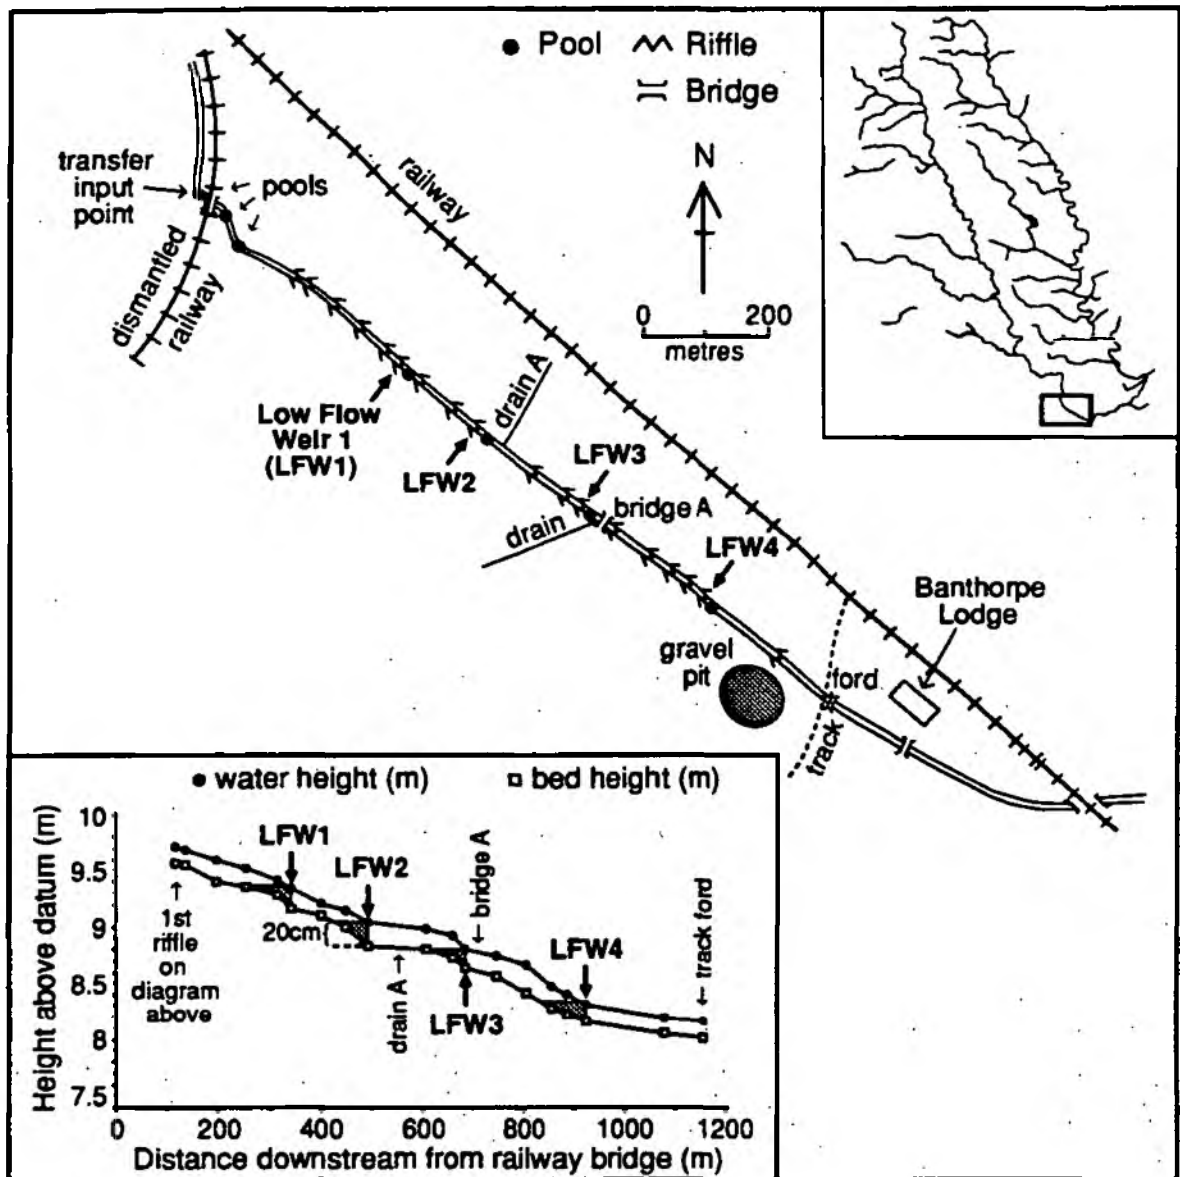 Pool
Riffle
Bridge
N
0
200
metres
railway
transfer
input
point
pools
dismantled
railway
drain A
Low Flow
Weir 1
(LFW1)
LFW2
LFW3
bridge A
drain
LFW4
Banthorpe
Lodge
gravel
pit
ford
track
water height (m)
bed height (m)
Height above datum (m)
10
9.5
9
8.5
8
7.5
LFW1
LFW2
bridge A
1st
riffle
on
diagram
above
20cm
drain A
LFW3
LFW4
track ford
0 200 400 600 800 1000 1200
Distance downstream from railway bridge (m)